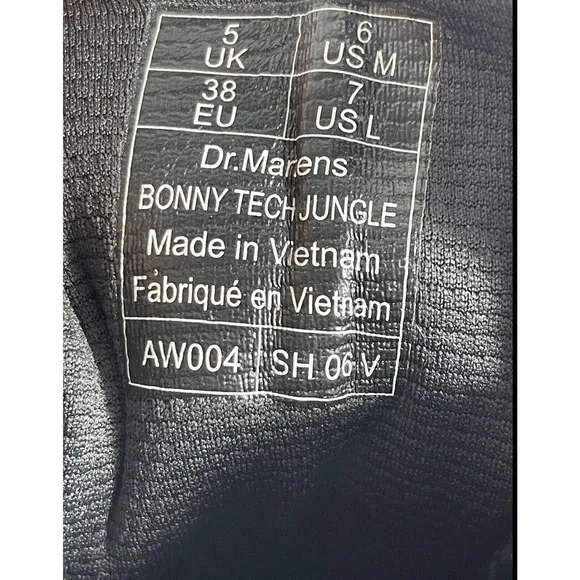 5 6
UK US M
38 7
EU US L
Dr.Martens
BONNY TECH JUNGLE
Made in Vietnam
Fabriqué en Vietnam
AW004 SH 06 V